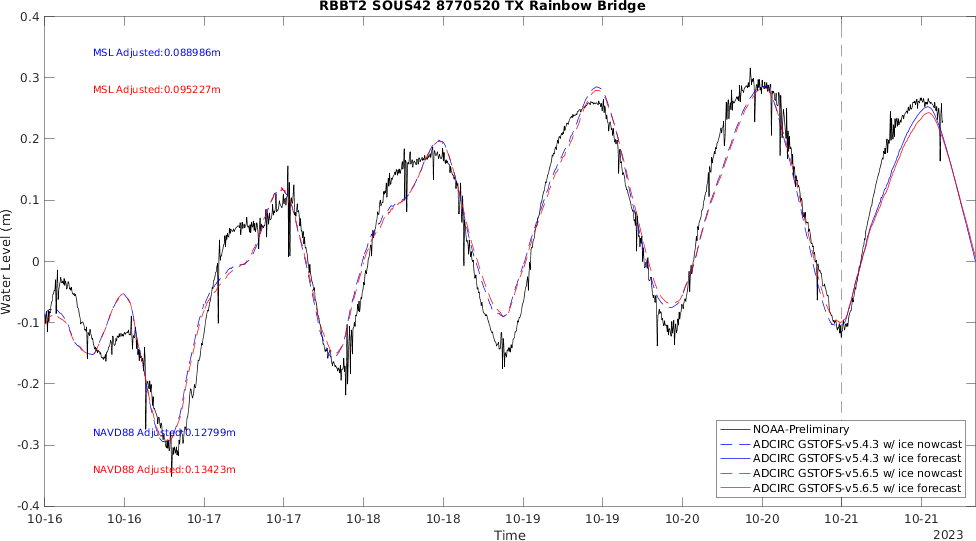 RBBT2 SOUS42 8770520 TX Rainbow Bridge
0.4
0.3
0.2
0.1
0
-0.1
-0.2
-0.3
-0.4
Water Level (m)
MSL Adjusted:0.088986m
MSL Adjusted:0.095227m
NAVD88 Adjusted:0.12799m
NAVD88 Adjusted:0.13423m
NOAA-Preliminary
ADCIRC GSTOFS-v5.4.3 w/ ice nowcast
ADCIRC GSTOFS-v5.4.3 w/ ice forecast
ADCIRC GSTOFS-v5.6.5 w/ ice nowcast
ADCIRC GSTOFS-v5.6.5 w/ ice forecast
10-16 10-16 10-17 10-17 10-18 10-18 10-19 10-19 10-20 10-20 10-21 10-21
Time
2023